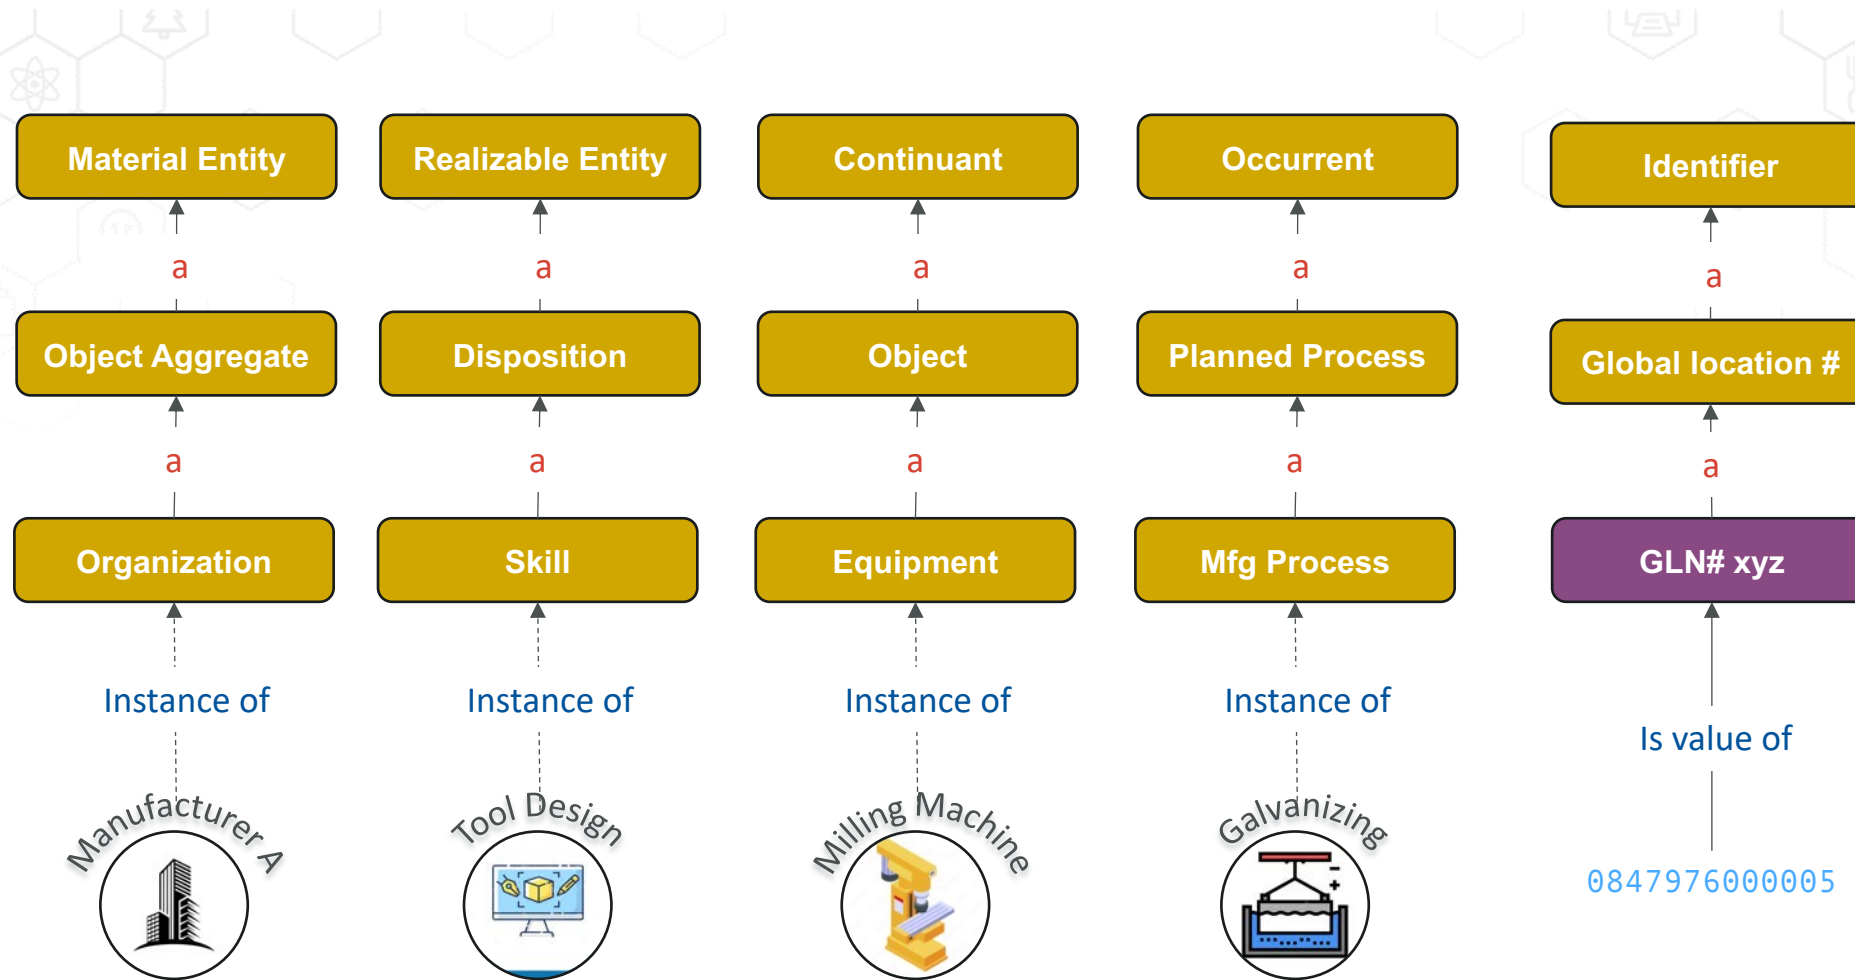 Material Entity
Realizable Entity
Continuant
Occurrent
Identifier
a
a
a
a
a
Object Aggregate
Disposition
Object
Planned Process
Global location #
a
a
a
a
a
Organization
Skill
Equipment
Mfg Process
GLN# xyz
Instance of
Instance of
Instance of
Instance of
Is value of
Manufacturer A
Tool Design
Milling Machine
Galvanizing
0847976000005